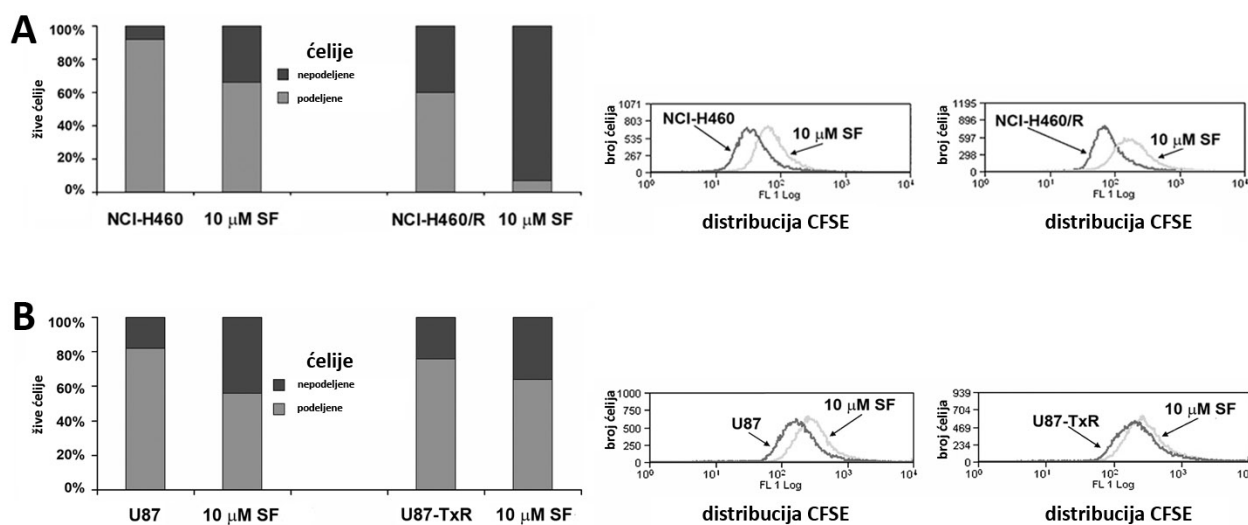 A
100%
80%
60%
40%
20%
0%
žive ćelije
ćelije
nepodeljene
podeljene
NCI-H460
10 μM SF
NCI-H460/R
10 μM SF
1071
803
535
267
0
broj ćelija
NCI-H460
10 μM SF
10⁰
10¹
10²
10³
10⁴
FL 1 Log
distribucija CFSE
1195
896
597
298
0
broj ćelija
NCI-H460/R
10 μM SF
10⁰
10¹
10²
10³
10⁴
FL 1 Log
distribucija CFSE
B
100%
80%
60%
40%
20%
0%
žive ćelije
ćelije
nepodeljene
podeljene
U87
10 μM SF
U87-TxR
10 μM SF
1000
750
500
250
0
broj ćelija
U87
10 μM SF
10⁰
10¹
10²
10³
10⁴
FL 1 Log
distribucija CFSE
939
704
469
234
0
broj ćelija
U87-TxR
10 μM SF
10⁰
10¹
10²
10³
10⁴
FL 1 Log
distribucija CFSE